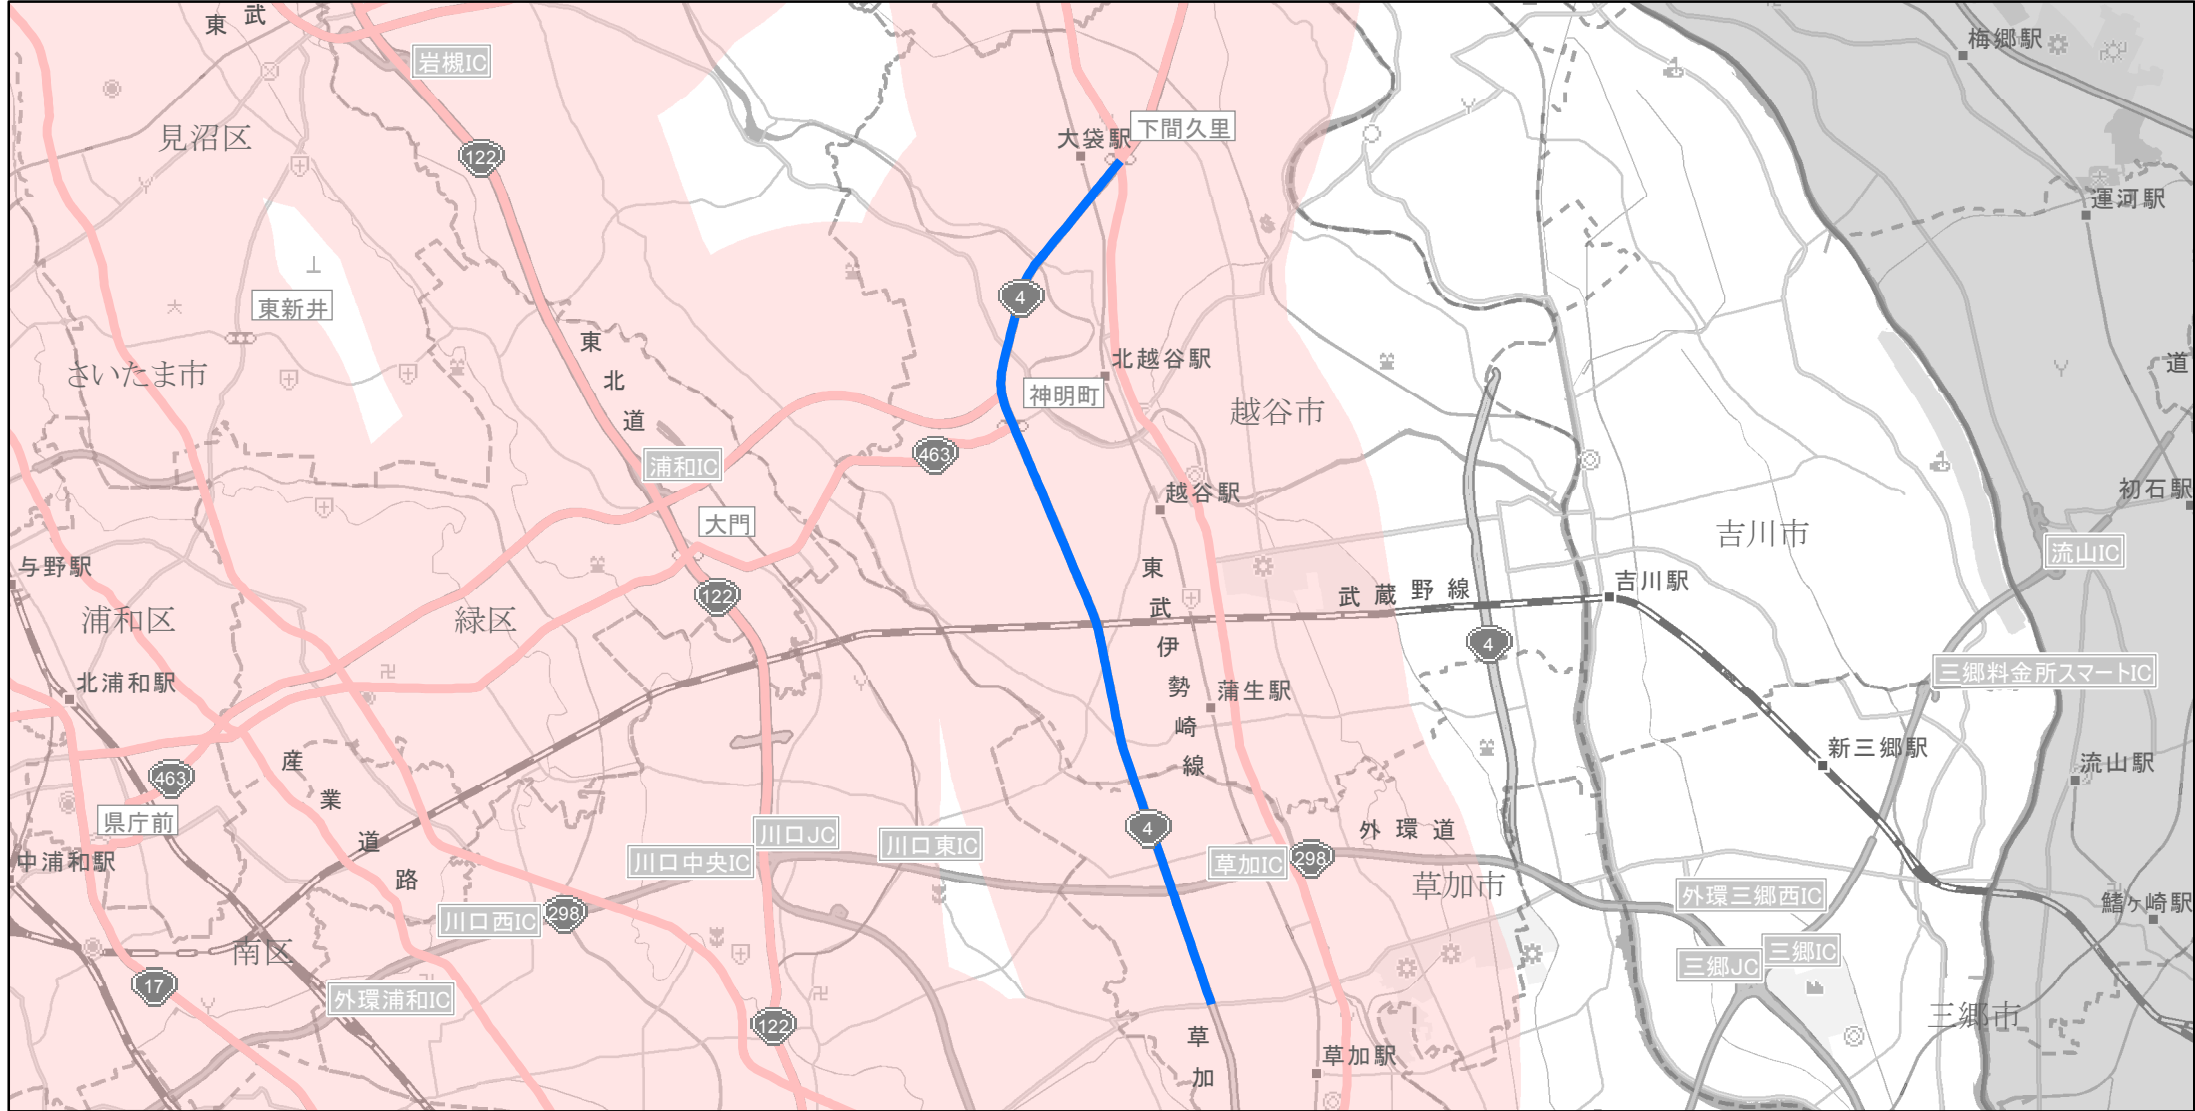 東武
岩槻IC
梅郷駅
見沼区
122
大袋駅
下間久里
運河駅
東新井
4
さいたま市
東北道
北越谷駅
神明町
越谷市
道
浦和IC
463
越谷駅
初石駅
大門
吉川市
流山IC
与野駅
122
東武伊勢崎線
武蔵野線
吉川駅
浦和区
緑区
4
三郷料金所スマートIC
北浦和駅
蒲生駅
新三郷駅
流山駅
463
産業道路
県庁前
川口JC
4
外環道
中浦和駅
川口中央IC
川口東IC
草加IC
298
草加市
外環三郷西IC
鰭ヶ崎駅
川口西IC
298
南区
三郷JC
三郷IC
17
外環浦和IC
122
三郷市
草加
草加駅